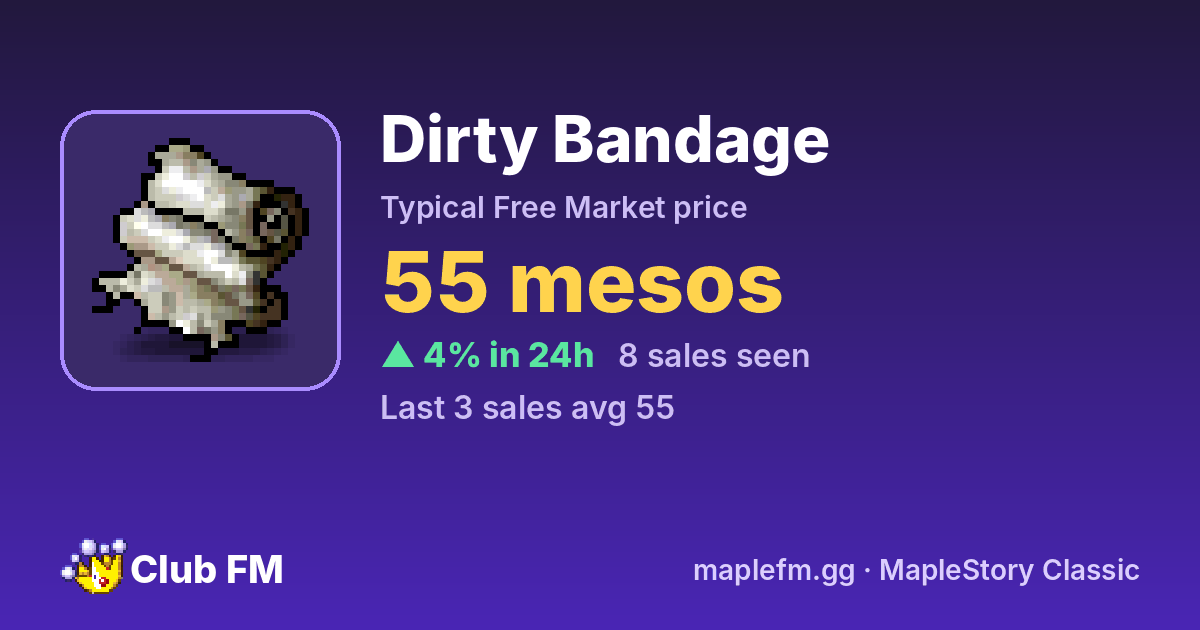 Dirty Bandage
Typical Free Market price
55 mesos
▲ 4% in 24h 8 sales seen
Last 3 sales avg 55
Club FM
maplefm.gg · MapleStory Classic